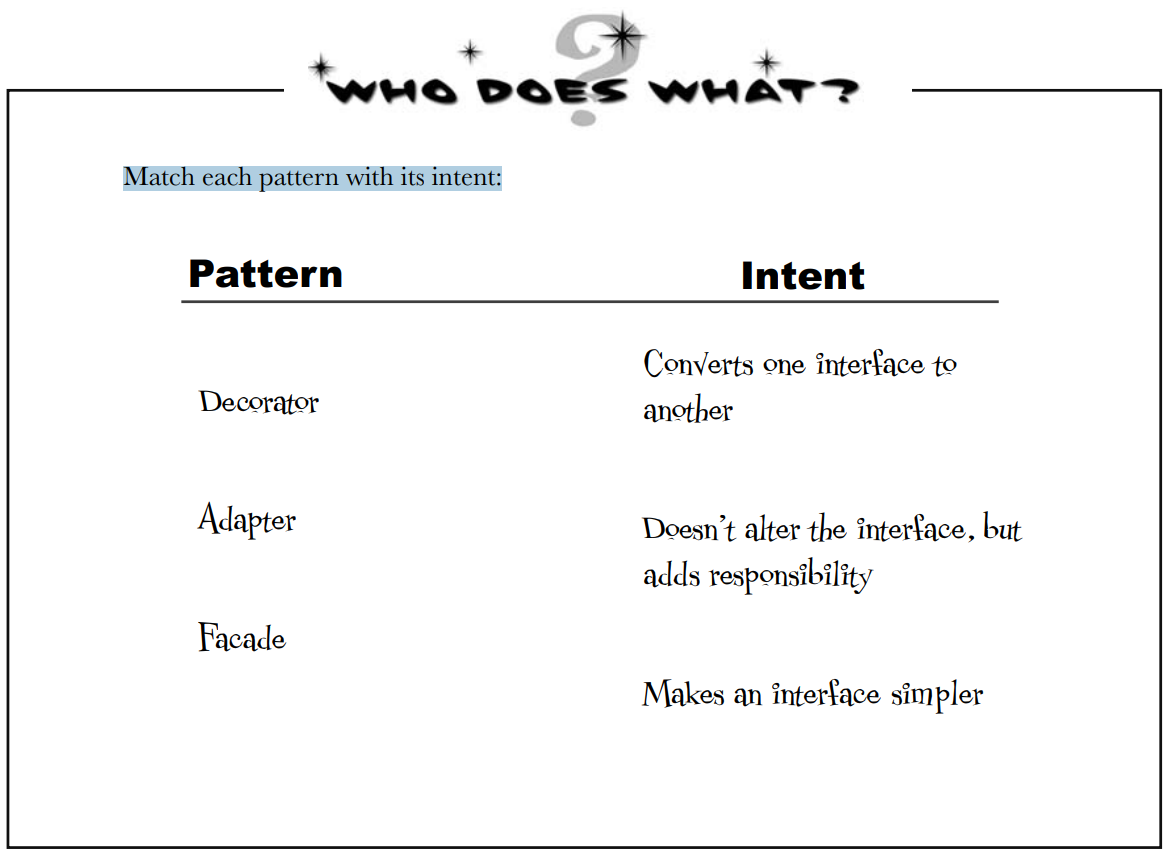 WHO DOES WHAT?
Match each pattern with its intent:
Pattern
Intent
Decorator
Adapter
Facade
Converts one interface to
another
Doesn't alter the interface, but
adds responsibility
Makes an interface simpler